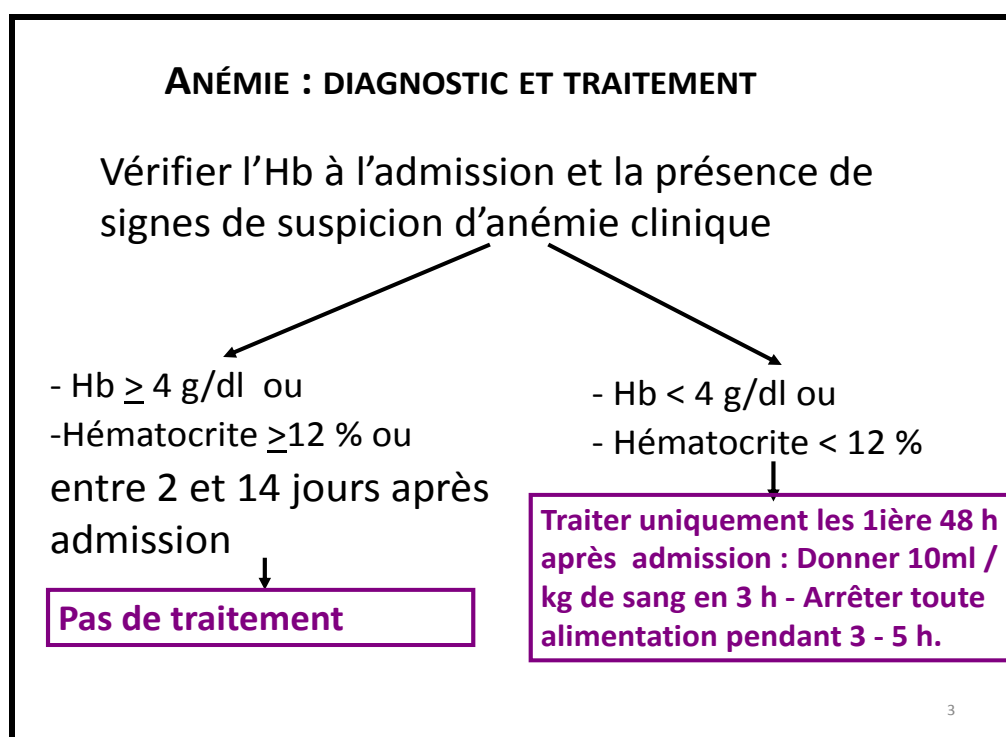 ANÉMIE : DIAGNOSTIC ET TRAITEMENT
Vérifier l’Hb à l’admission et la présence de
signes de suspicion d’anémie clinique
- Hb ≥ 4 g/dl ou
-Hématocrite ≥12 % ou
entre 2 et 14 jours après
admission
Pas de traitement
- Hb < 4 g/dl ou
- Hématocrite < 12 %
Traiter uniquement les 1ière 48 h
après admission : Donner 10ml /
kg de sang en 3 h - Arrêter toute
alimentation pendant 3 - 5 h.
3